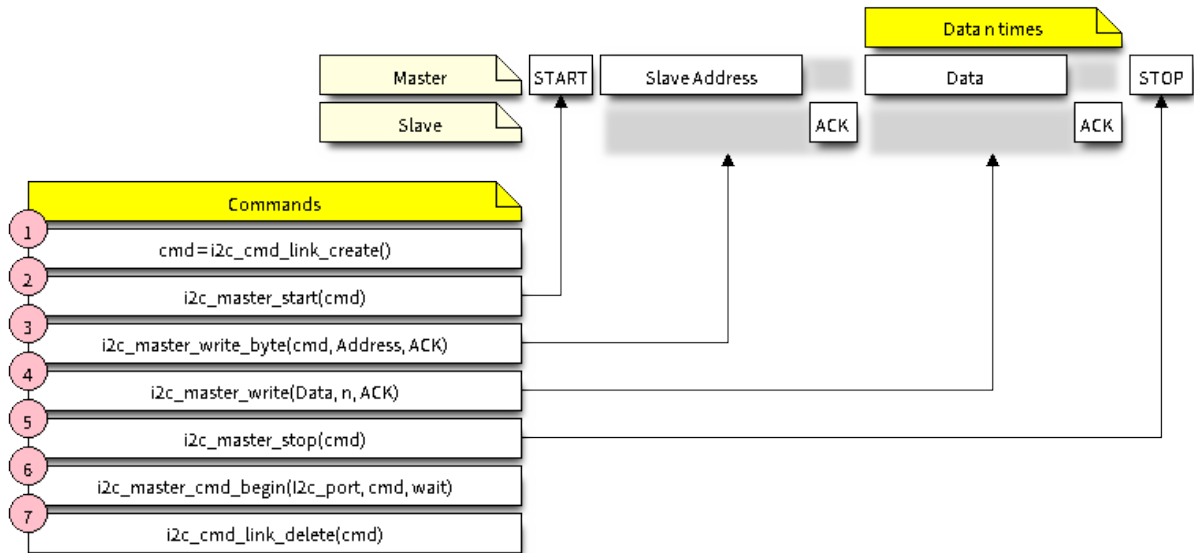 Data n times
Master
START
Slave Address
Data
STOP
Slave
ACK
ACK
Commands
1
cmd=i2c_cmd_link_create()
2
i2c_master_start(cmd)
3
i2c_master_write_byte(cmd, Address, ACK)
4
i2c_master_write(Data, n, ACK)
5
i2c_master_stop(cmd)
6
i2c_master_cmd_begin(I2c_port, cmd, wait)
7
i2c_cmd_link_delete(cmd)